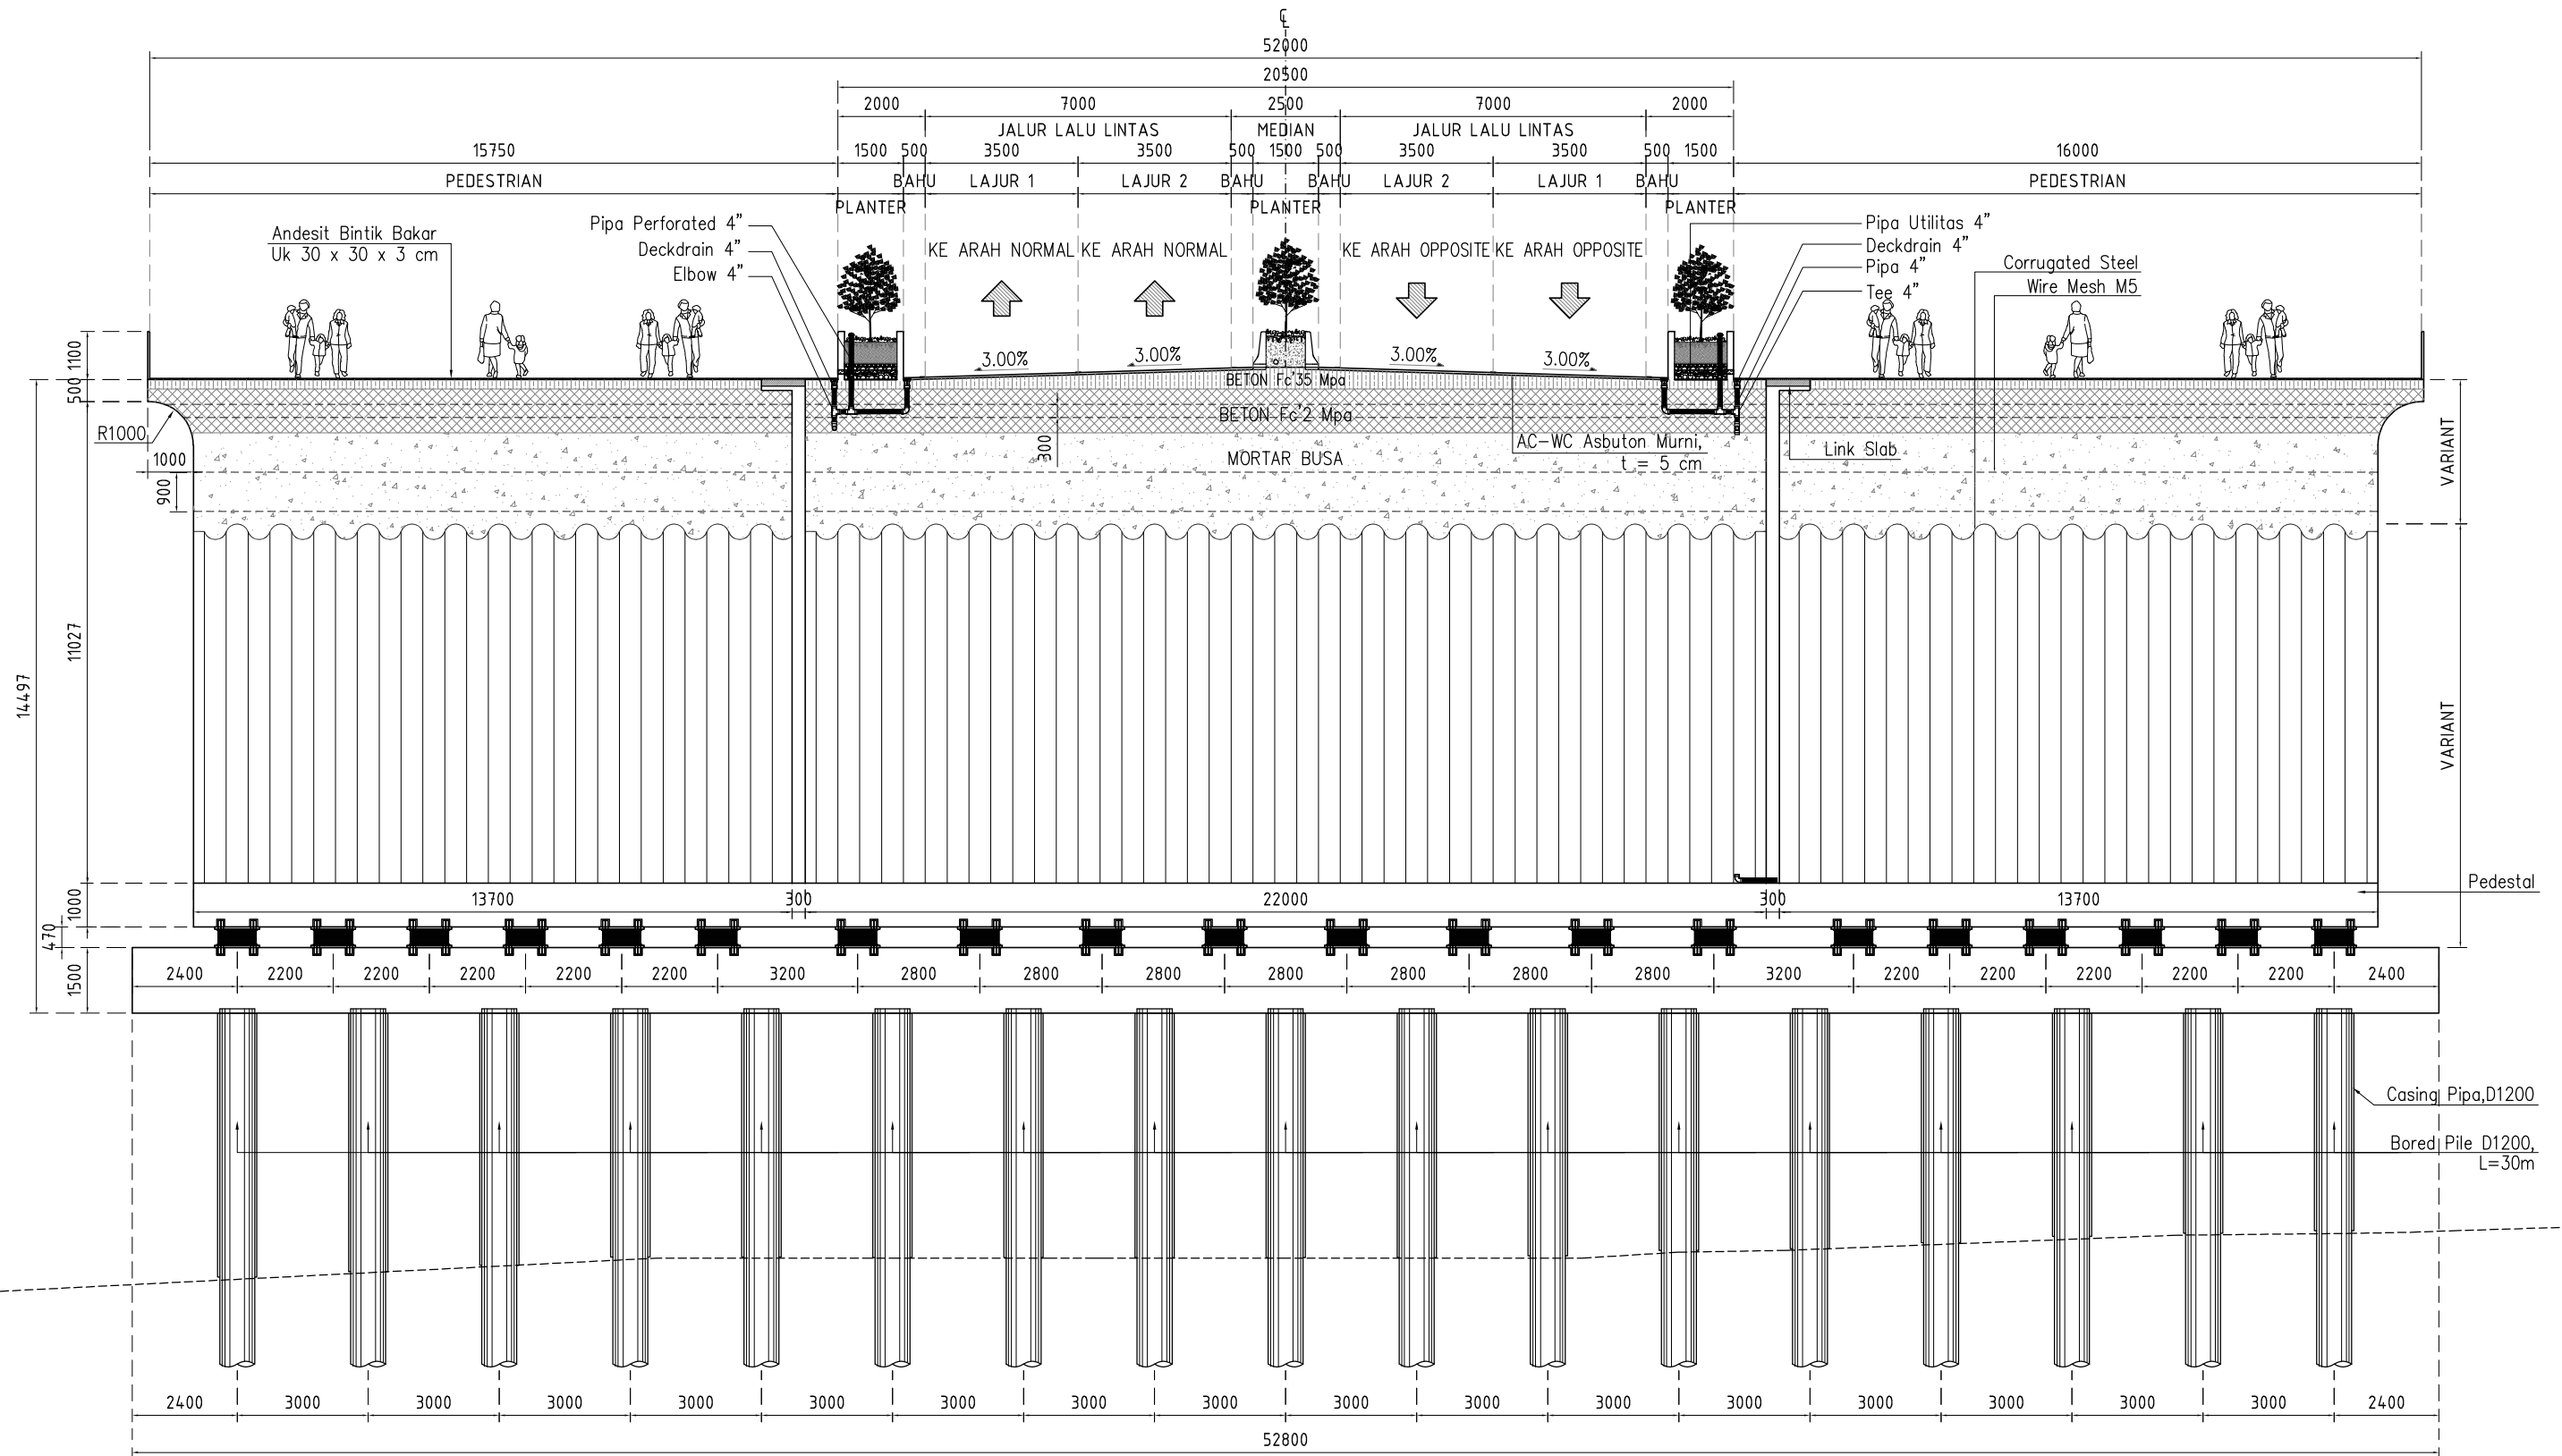 ℄
52000
20500
2000 7000 2500 7000 2000
JALUR LALU LINTAS MEDIAN JALUR LALU LINTAS
15750 1500 500 3500 3500 500 1500 500 3500 3500 500 1500 16000
PEDESTRIAN BAHU LAJUR 1 LAJUR 2 BAHU BAHU LAJUR 2 LAJUR 1 BAHU PEDESTRIAN
PLANTER PLANTER PLANTER
Andesit Bintik Bakar
Uk 30 x 30 x 3 cm
Pipa Perforated 4"
Deckdrain 4"
Elbow 4"
KE ARAH NORMAL KE ARAH NORMAL KE ARAH OPPOSITE KE ARAH OPPOSITE
Pipa Utilitas 4"
Deckdrain 4"
Pipa 4"
Tee 4"
Corrugated Steel
Wire Mesh M5
3.00% 3.00% 3.00% 3.00%
BETON Fc'35 Mpa
BETON Fc'2 Mpa
300
MORTAR BUSA
AC-WC Asbuton Murni,
t = 5 cm
Link Slab
1100
500
R1000
1000
900
11027
14497
1000
470
1500
VARIANT
VARIANT
Pedestal
13700 300 22000 300 13700
2400 2200 2200 2200 2200 2200 3200 2800 2800 2800 2800 2800 2800 2800 3200 2200 2200 2200 2200 2200 2400
Casing Pipa,D1200
Bored Pile D1200,
L=30m
2400 3000 3000 3000 3000 3000 3000 3000 3000 3000 3000 3000 3000 3000 3000 3000 3000 2400
52800